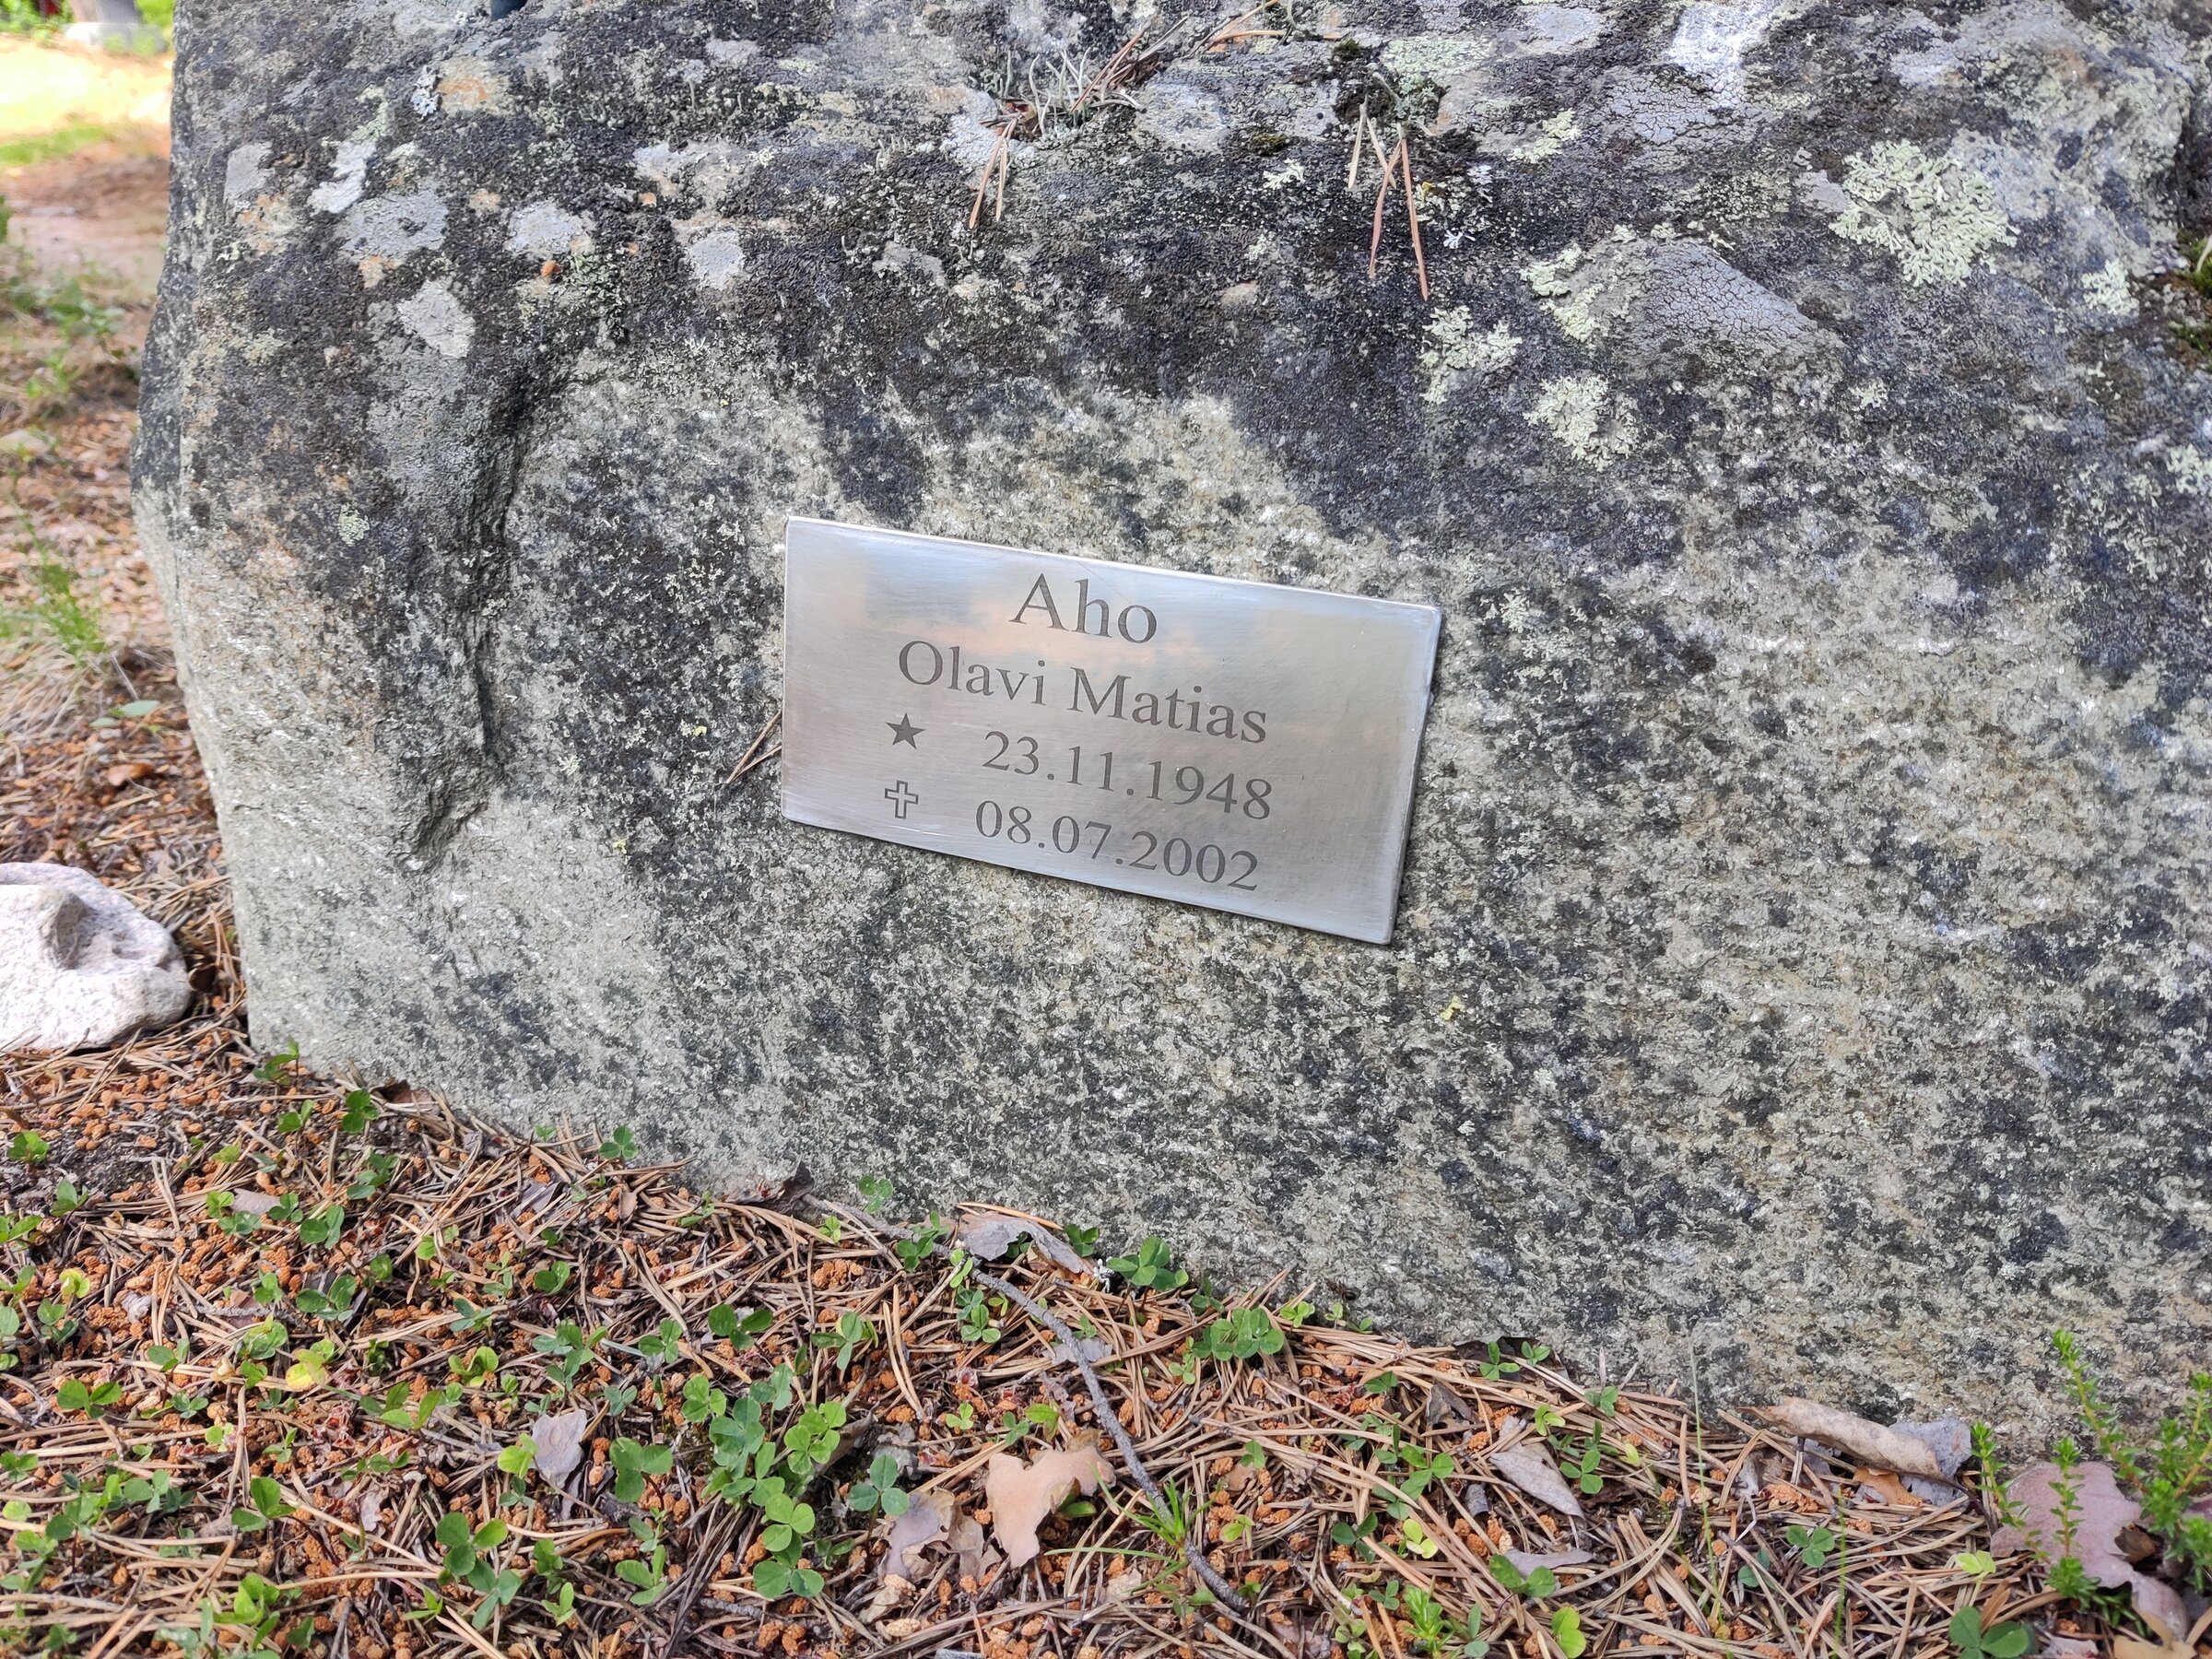 Aho
Olavi Matias
★ 23.11.1948
✝ 08.07.2002